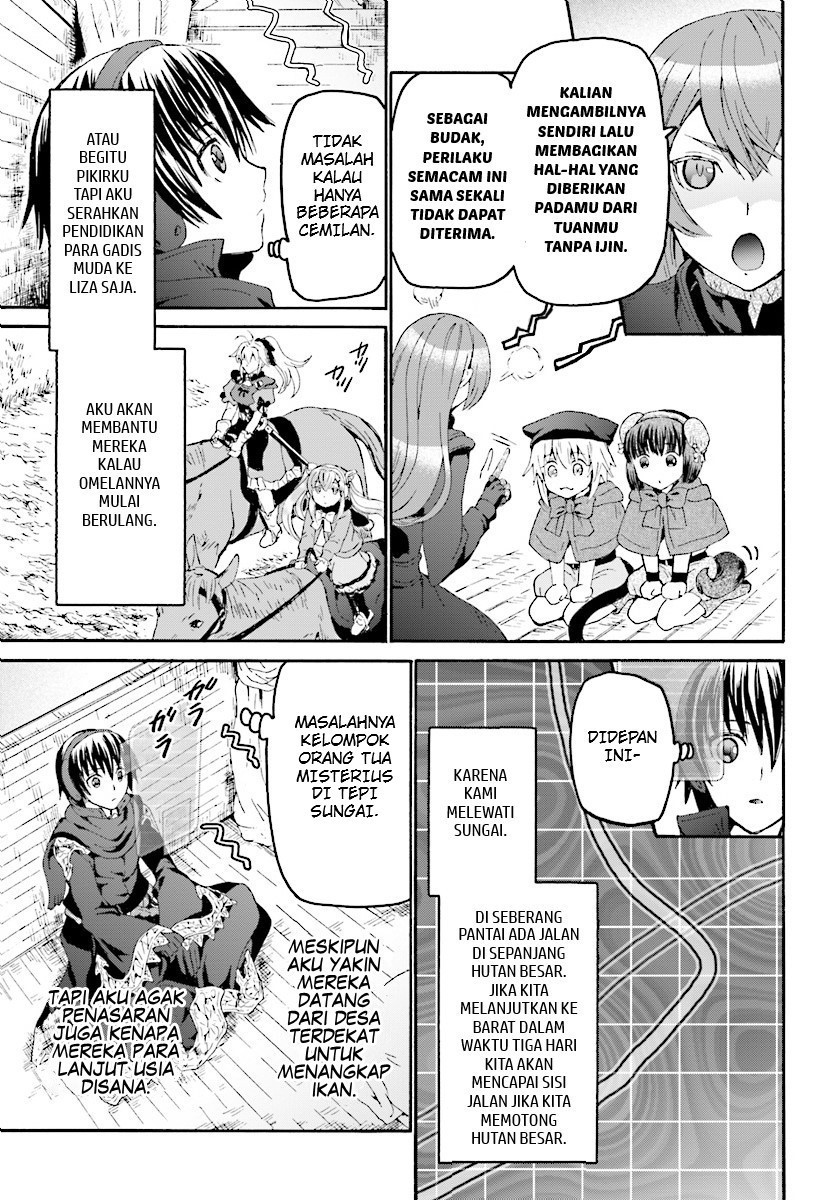 KALIAN
MENGAMBILNYA
SENDIRI LALU
MEMBAGIKAN
HAL-HAL YANG
DIBERIKAN
PADAMU DARI
TUANMU
TANPA IJIN.
SEBAGAI
BUDAK,
PERILAKU
SEMACAM INI
SAMA SEKALI
TIDAK DAPAT
DITERIMA.
TIDAK
MASALAH
KALAU
HANYA
BEBERAPA
CEMILAN.
ATAU
BEGITU
PIKIRKU
TAPI AKU
SERAHKAN
PENDIDIKAN
PARA GADIS
MUDA KE
LIZA SAJA.
AKU AKAN
MEMBANTU
MEREKA
KALAU
OMELANNYA
MULAI
BERULANG.
ガラ
DIDEPAN
INI-
KARENA
KAMI
MELEWATI
SUNGAI.
DI SEBERANG
PANTAI ADA JALAN
DI SEPANJANG
HUTAN BESAR.
JIKA KITA
MELANJUTKAN KE
BARAT DALAM
WAKTU TIGA HARI
KITA AKAN
MENCAPAI SISI
JALAN JIKA KITA
MEMOTONG
HUTAN BESAR.
MASALAHNYA
KELOMPOK
ORANG TUA
MISTERIUS
DI TEPI
SUNGAI.
ガラ
ガラ
MESKIPUN
AKU YAKIN
MEREKA
DATANG
DARI DESA
TERDEKAT
UNTUK
MENANGKAP
IKAN.
TAPI AKU AGAK
PENASARAN
JUGA KENAPA
MEREKA PARA
LANJUT USIA
DISANA.